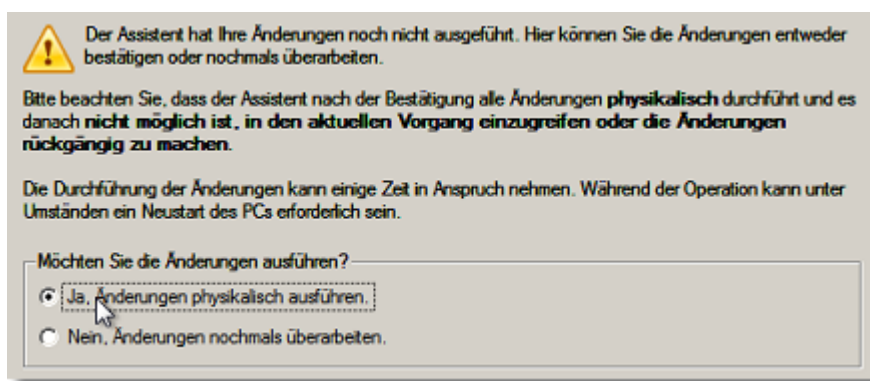 Der Assistent hat Ihre Änderungen noch nicht ausgeführt. Hier können Sie die Änderungen entweder
bestätigen oder nochmals überarbeiten.
Bitte beachten Sie, dass der Assistent nach der Bestätigung alle Änderungen physikalisch durchführt und es
danach nicht möglich ist, in den aktuellen Vorgang einzugreifen oder die Änderungen
rückgängig zu machen.
Die Durchführung der Änderungen kann einige Zeit in Anspruch nehmen. Während der Operation kann unter
Umständen ein Neustart des PCs erforderlich sein.
Möchten Sie die Änderungen ausführen?
Ja, Änderungen physikalisch ausführen.
Nein, Änderungen nochmals überarbeiten.